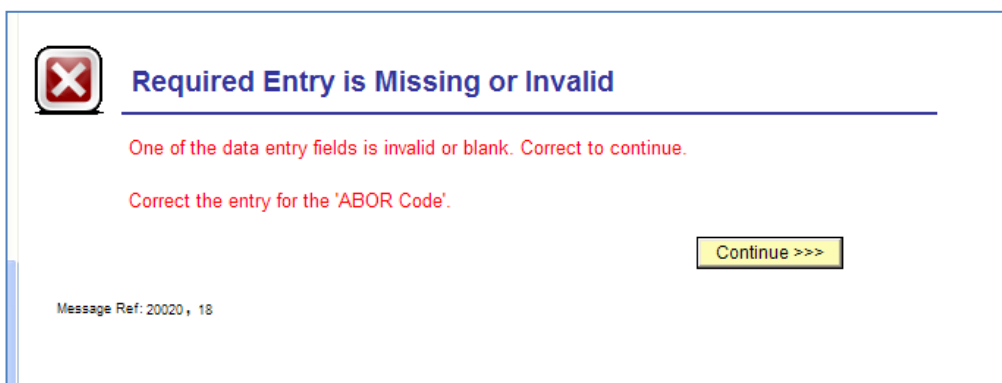 Required Entry is Missing or Invalid
One of the data entry fields is invalid or blank. Correct to continue.
Correct the entry for the 'ABOR Code'.
Continue >>>
Message Ref: 20020, 18